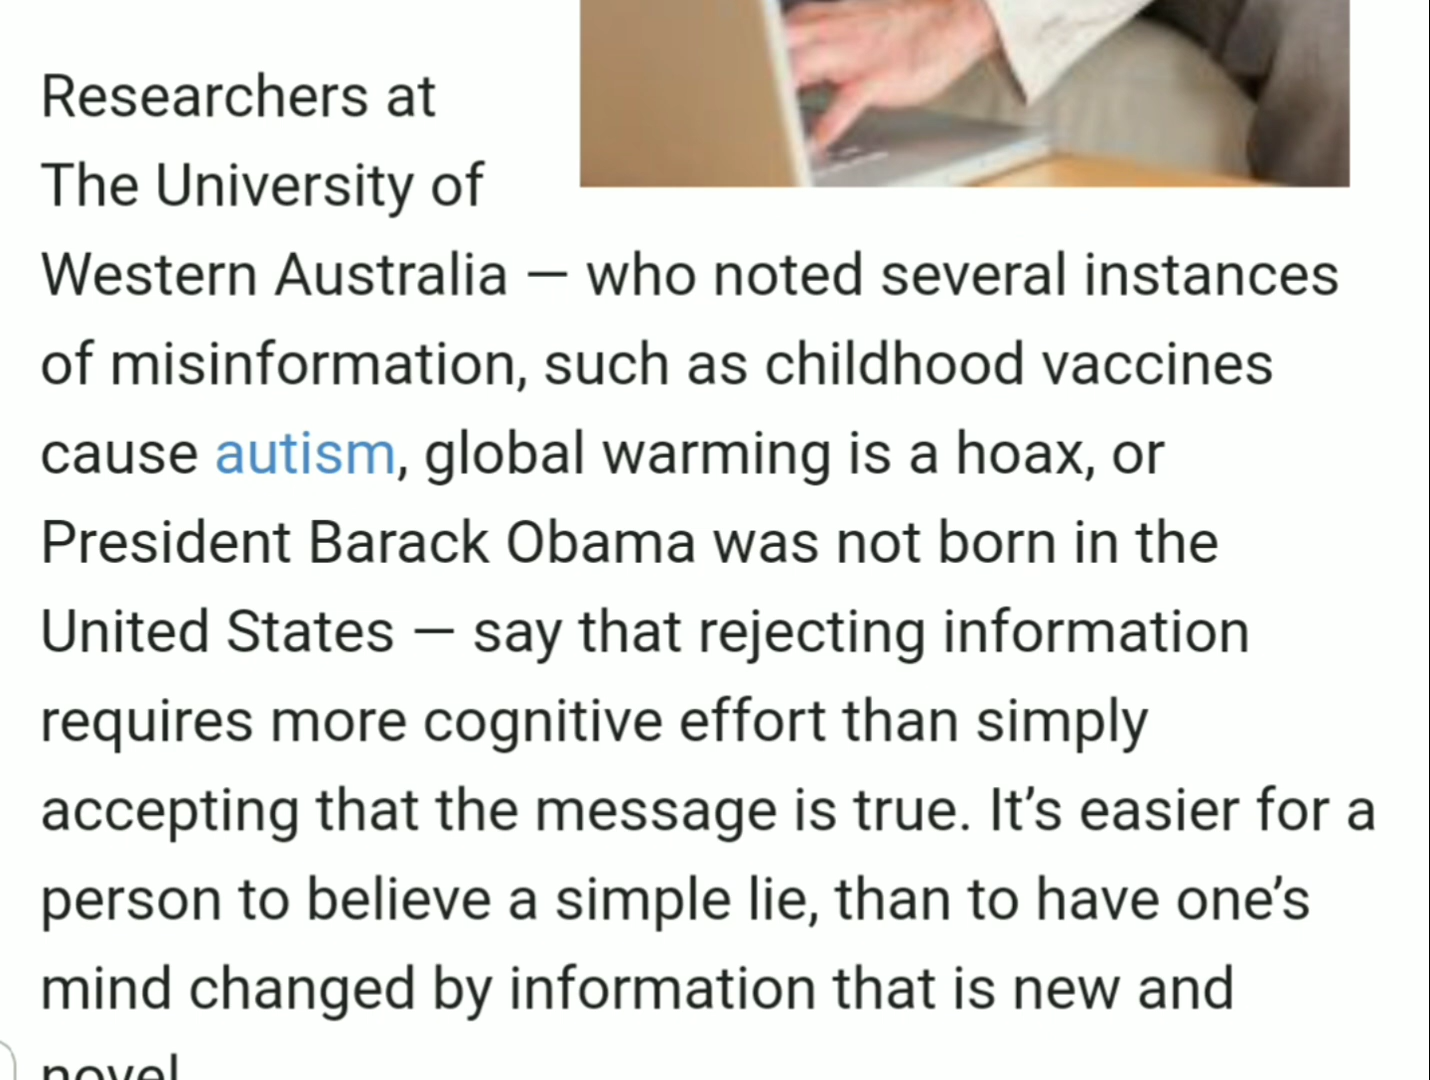 Researchers at
The University of
Western Australia — who noted several instances
of misinformation, such as childhood vaccines
cause autism, global warming is a hoax, or
President Barack Obama was not born in the
United States — say that rejecting information
requires more cognitive effort than simply
accepting that the message is true. It’s easier for a
person to believe a simple lie, than to have one’s
mind changed by information that is new and
novel